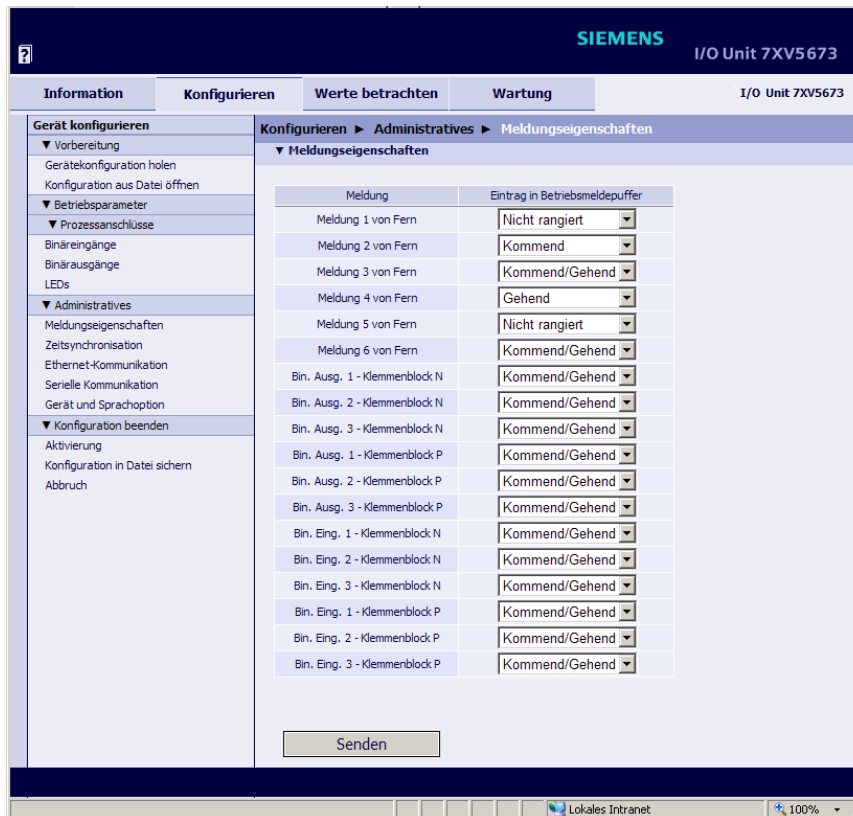 SIEMENS
I/O Unit 7XV5673
?
Information Konfigurieren Werte betrachten Wartung I/O Unit 7XV5673
Gerät konfigurieren
▼ Vorbereitung
Gerätekonfiguration holen
Konfiguration aus Datei öffnen
▼ Betriebsparameter
▼ Prozessanschlüsse
Binäreingänge
Binärausgänge
LEDs
▼ Administratives
Meldungseigenschaften
Zeitsynchronisation
Ethernet-Kommunikation
Serielle Kommunikation
Gerät und Sprachoption
▼ Konfiguration beenden
Aktivierung
Konfiguration in Datei sichern
Abbruch
Konfigurieren ► Administratives ► Meldungseigenschaften
▼ Meldungseigenschaften
Meldung Eintrag in Betriebsmeldepuffer
Meldung 1 von Fern Nicht rangiert
Meldung 2 von Fern Kommend
Meldung 3 von Fern Kommend/Gehend
Meldung 4 von Fern Gehend
Meldung 5 von Fern Nicht rangiert
Meldung 6 von Fern Kommend/Gehend
Bin. Ausg. 1 - Klemmenblock N Kommend/Gehend
Bin. Ausg. 2 - Klemmenblock N Kommend/Gehend
Bin. Ausg. 3 - Klemmenblock N Kommend/Gehend
Bin. Ausg. 1 - Klemmenblock P Kommend/Gehend
Bin. Ausg. 2 - Klemmenblock P Kommend/Gehend
Bin. Ausg. 3 - Klemmenblock P Kommend/Gehend
Bin. Eing. 1 - Klemmenblock N Kommend/Gehend
Bin. Eing. 2 - Klemmenblock N Kommend/Gehend
Bin. Eing. 3 - Klemmenblock N Kommend/Gehend
Bin. Eing. 1 - Klemmenblock P Kommend/Gehend
Bin. Eing. 2 - Klemmenblock P Kommend/Gehend
Bin. Eing. 3 - Klemmenblock P Kommend/Gehend
Senden
Lokales Intranet 100%